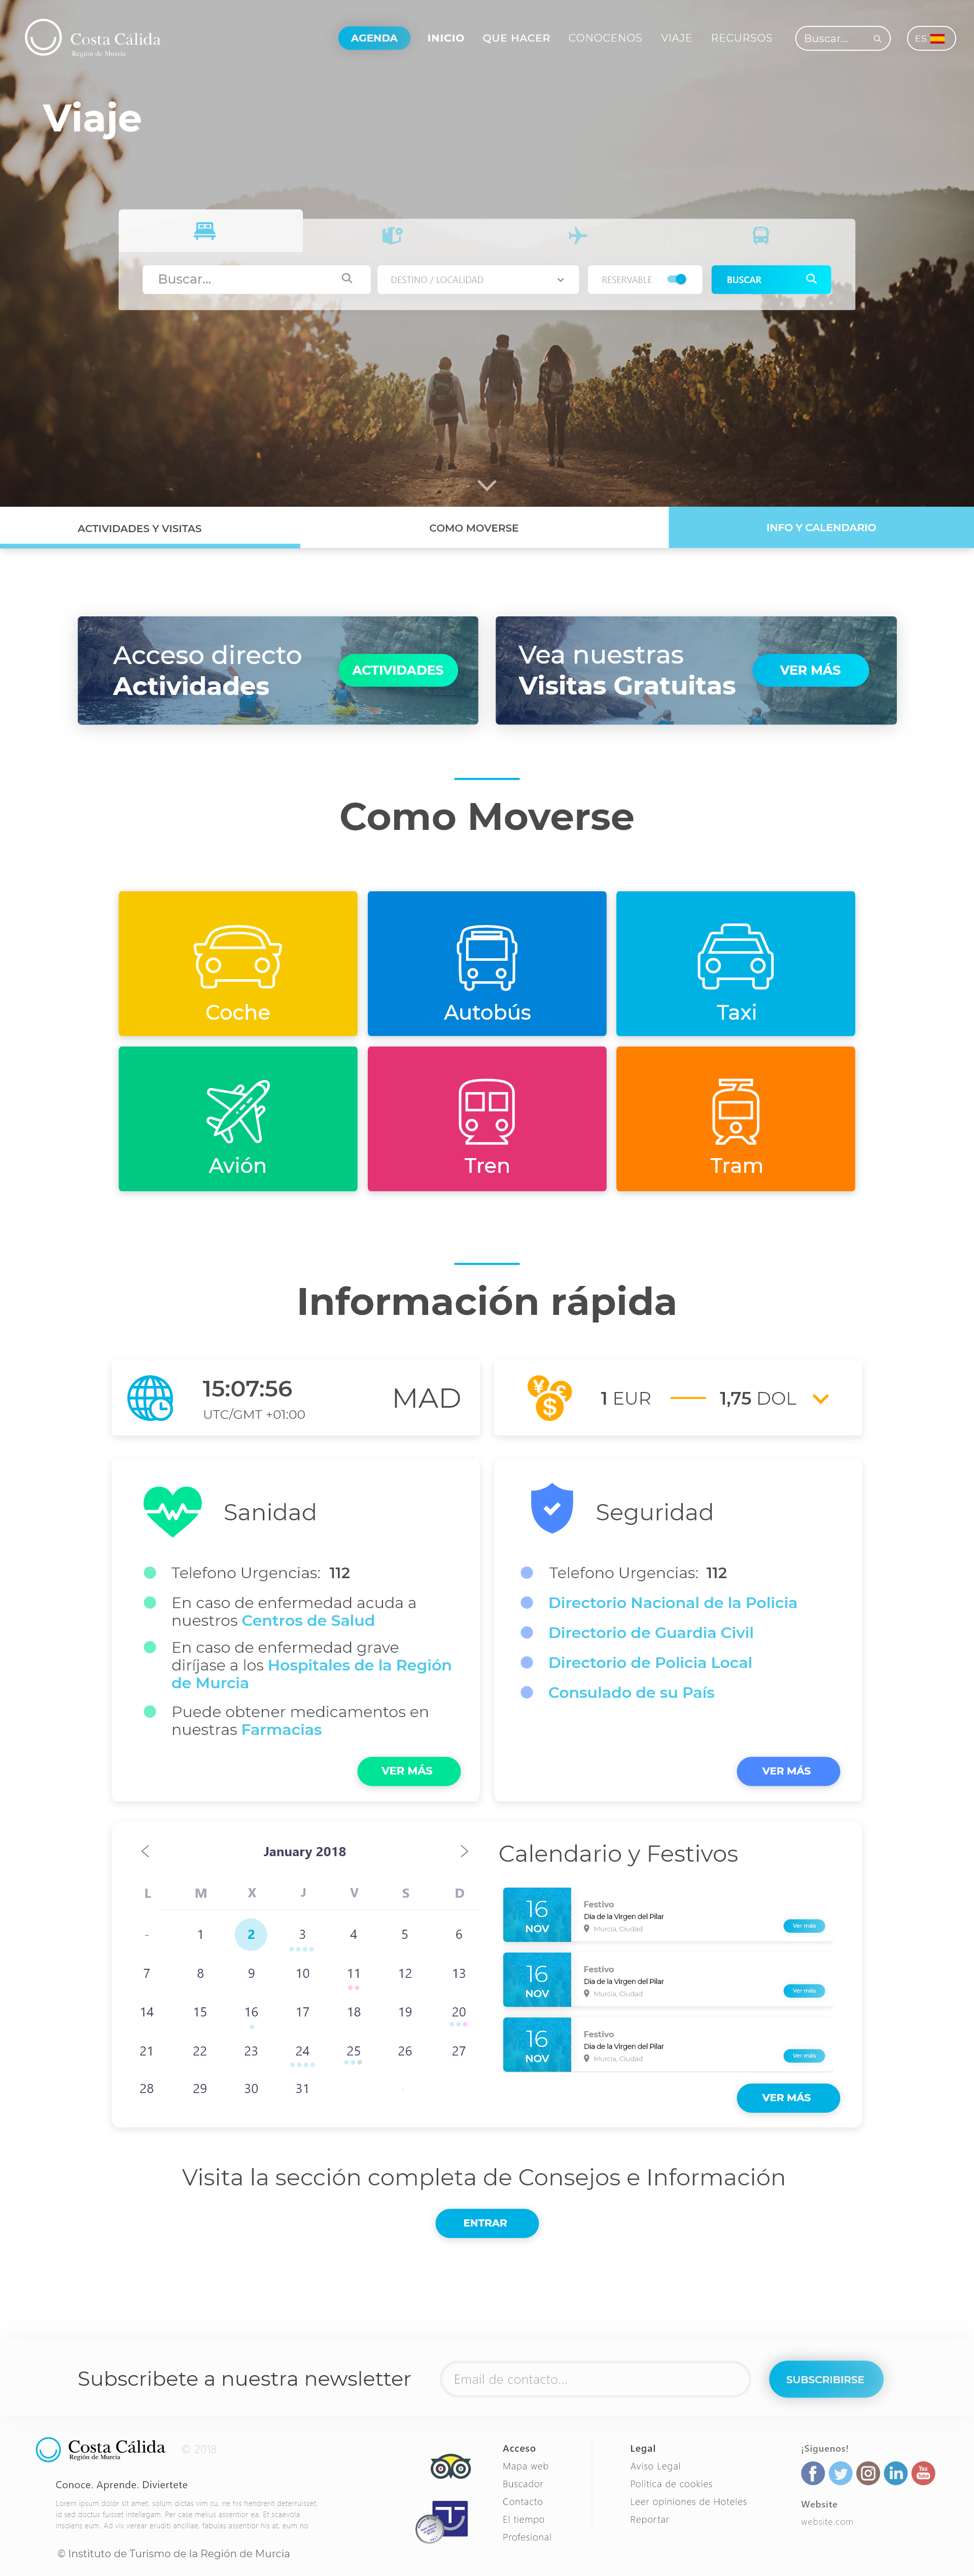 Costa Cálida
Región de Murcia
AGENDA
INICIO
QUE HACER
CONOCENOS
VIAJE
RECURSOS
Buscar...
ES
Viaje
Buscar...
DESTINO / LOCALIDAD
RESERVABLE
BUSCAR
ACTIVIDADES Y VISITAS
COMO MOVERSE
INFO Y CALENDARIO
Acceso directo
Actividades
ACTIVIDADES
Vea nuestras
Visitas Gratuitas
VER MÁS
Como Moverse
Coche
Autobús
Taxi
Avión
Tren
Tram
Información rápida
15:07:56
UTC/GMT +01:00
MAD
1 EUR
1,75 DOL
Sanidad
Telefono Urgencias: 112
En caso de enfermedad acuda a
nuestros Centros de Salud
En caso de enfermedad grave
diríjase a los Hospitales de la Región
de Murcia
Puede obtener medicamentos en
nuestras Farmacias
VER MÁS
Seguridad
Telefono Urgencias: 112
Directorio Nacional de la Policia
Directorio de Guardia Civil
Directorio de Policia Local
Consulado de su País
VER MÁS
January 2018
L M X J V S D
- 1 2 3 4 5 6
7 8 9 10 11 12 13
14 15 16 17 18 19 20
21 22 23 24 25 26 27
28 29 30 31 -
Calendario y Festivos
16
NOV
Festivo
Dia de la Virgen del Pilar
Murcia, Ciudad
Ver más
16
NOV
Festivo
Dia de la Virgen del Pilar
Murcia, Ciudad
Ver más
16
NOV
Festivo
Dia de la Virgen del Pilar
Murcia, Ciudad
Ver más
VER MÁS
Visita la sección completa de Consejos e Información
ENTRAR
Subscribete a nuestra newsletter
Email de contacto...
SUBSCRIBIRSE
Costa Cálida
Región de Murcia
© 2018
Conoce. Aprende. Diviertete
Lorem ipsum dolor sit amet, solum dictas vim cu, ne his hendrerit deterruisset,
id sed doctus fuisset intellegam. Per case melius assentior ea. Et scaevola
insolens eum. Ad vix verear eruditi ancillae, fabulas assentior his at, eum no
© Instituto de Turismo de la Región de Murcia
Acceso
Mapa web
Buscador
Contacto
El tiempo
Profesional
Legal
Aviso Legal
Política de cookies
Leer opiniones de Hoteles
Reportar
¡Siguenos!
You
Tube
Website
website.com